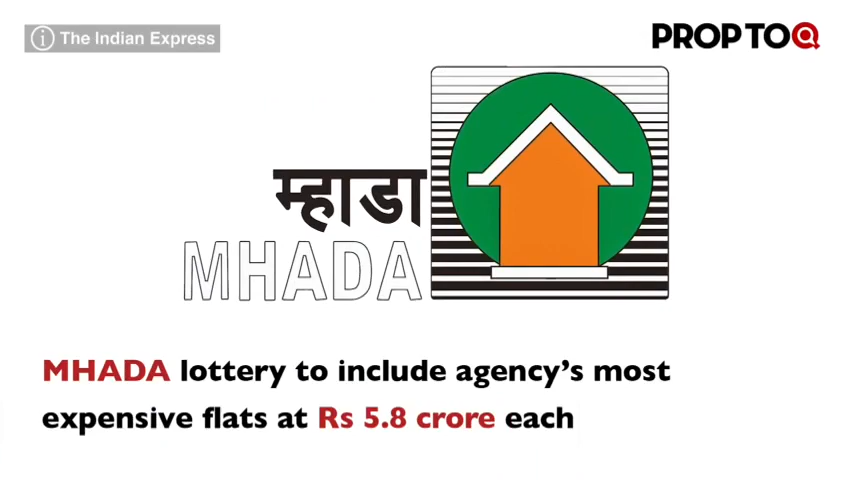 The Indian Express
PROPTOQ
म्हाडा
MHADA
MHADA lottery to include agency’s most
expensive flats at Rs 5.8 crore each